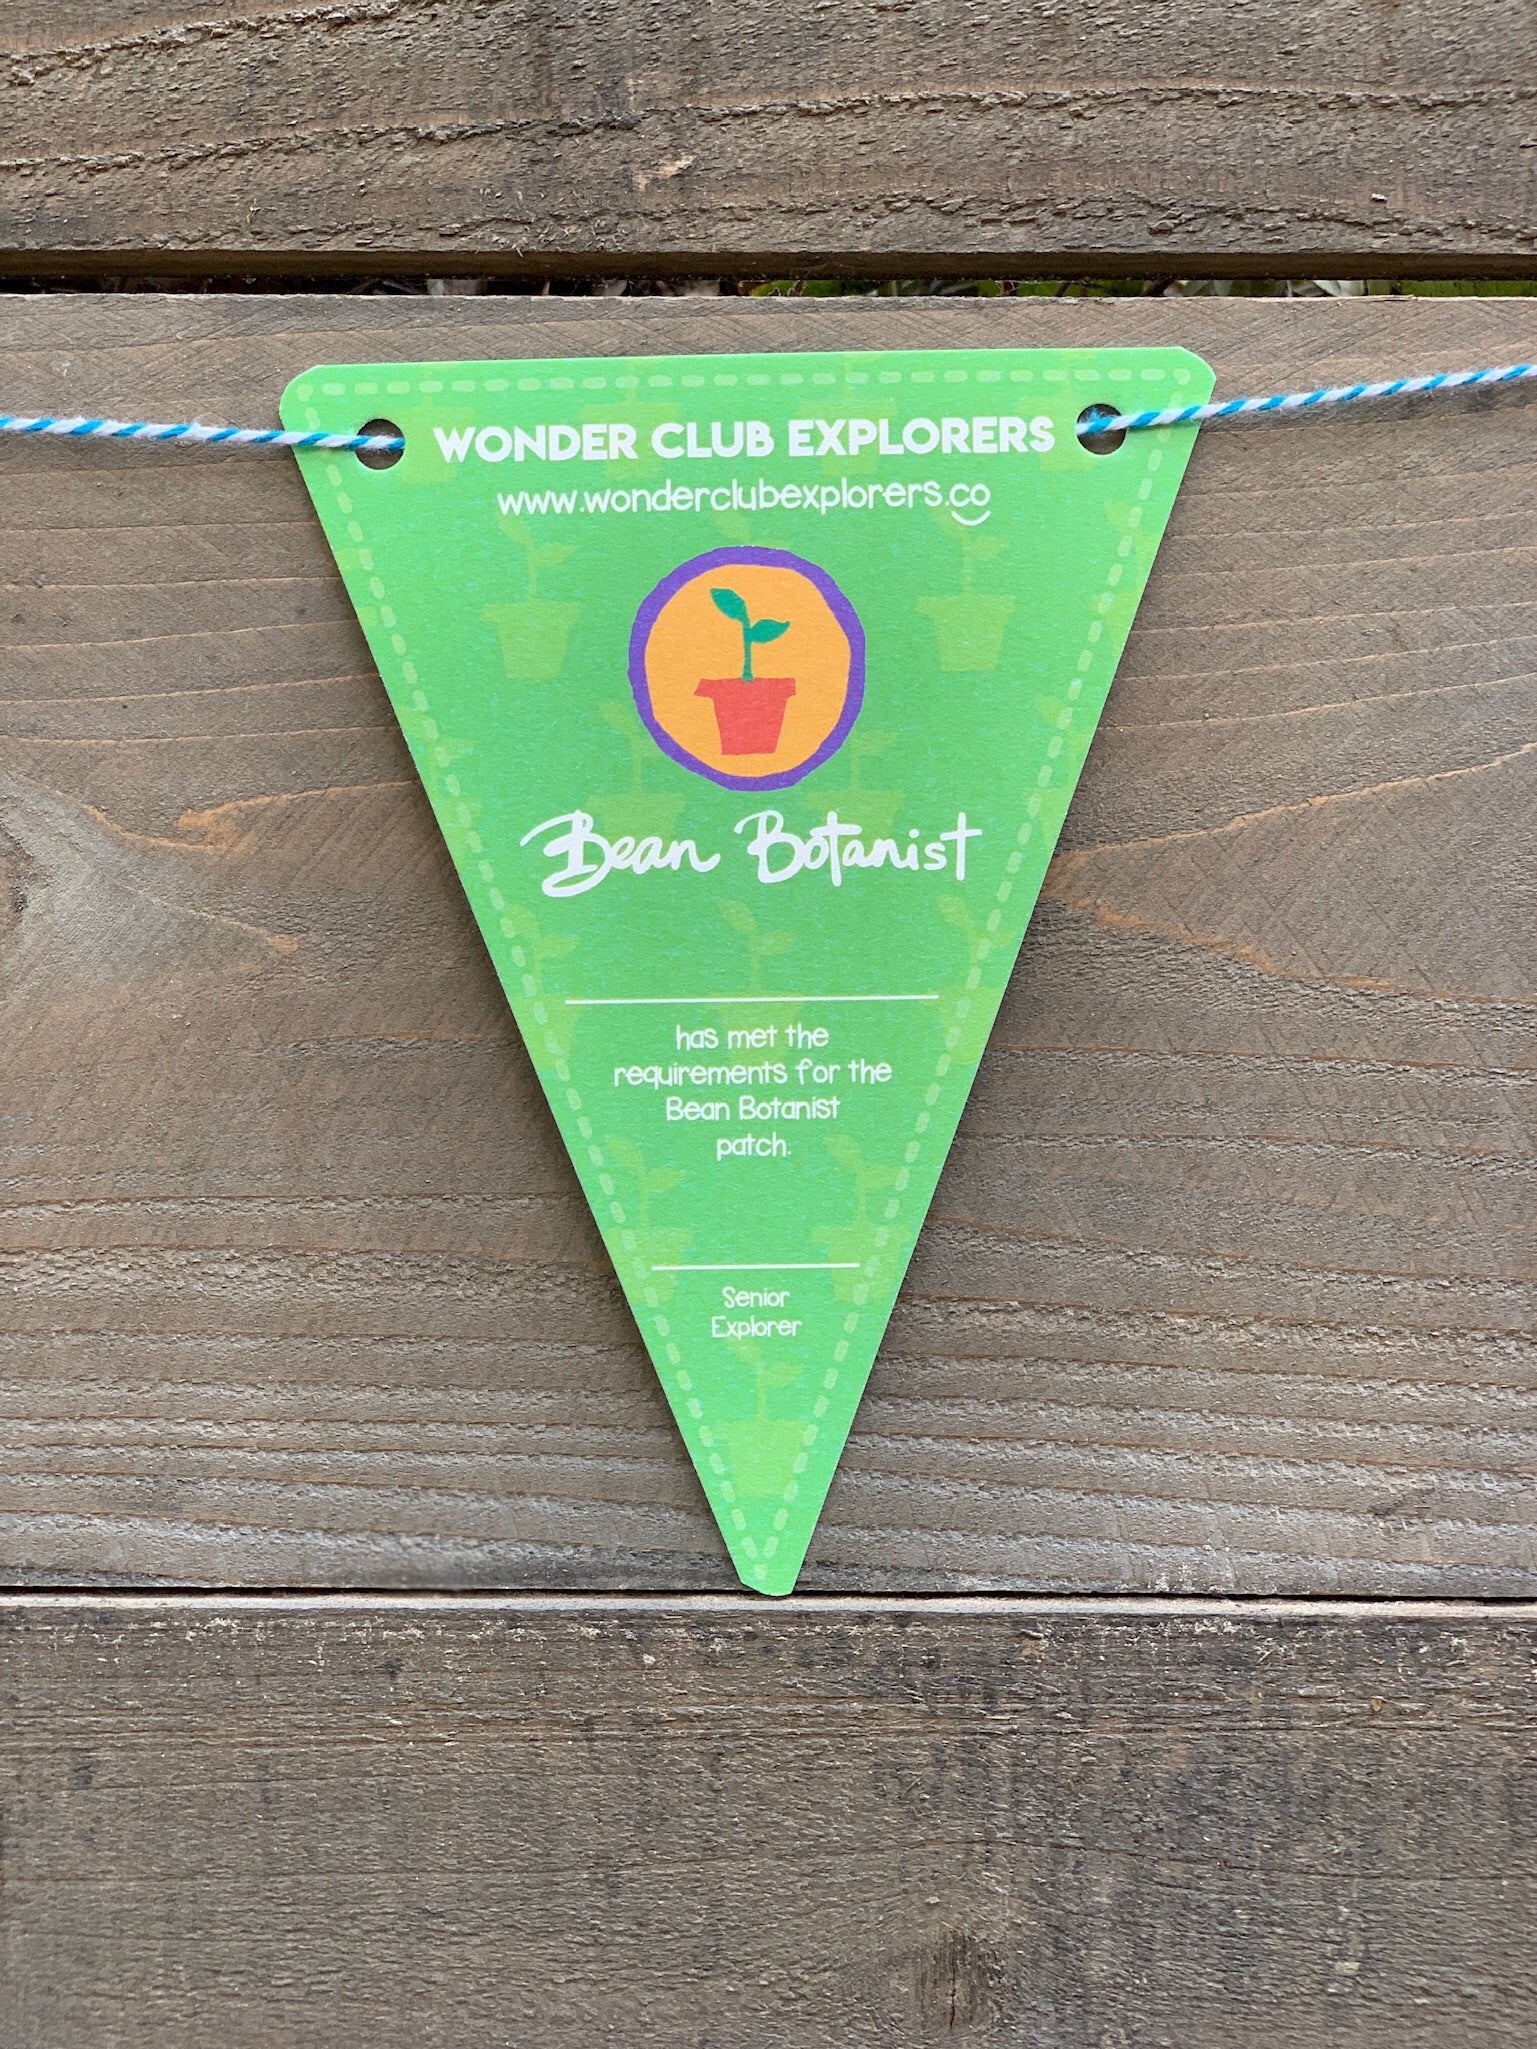 WONDER CLUB EXPLORERS
www.wonderclubexplorers.co
Bean Botanist
has met the
requirements for the
Bean Botanist
patch.
Senior
Explorer